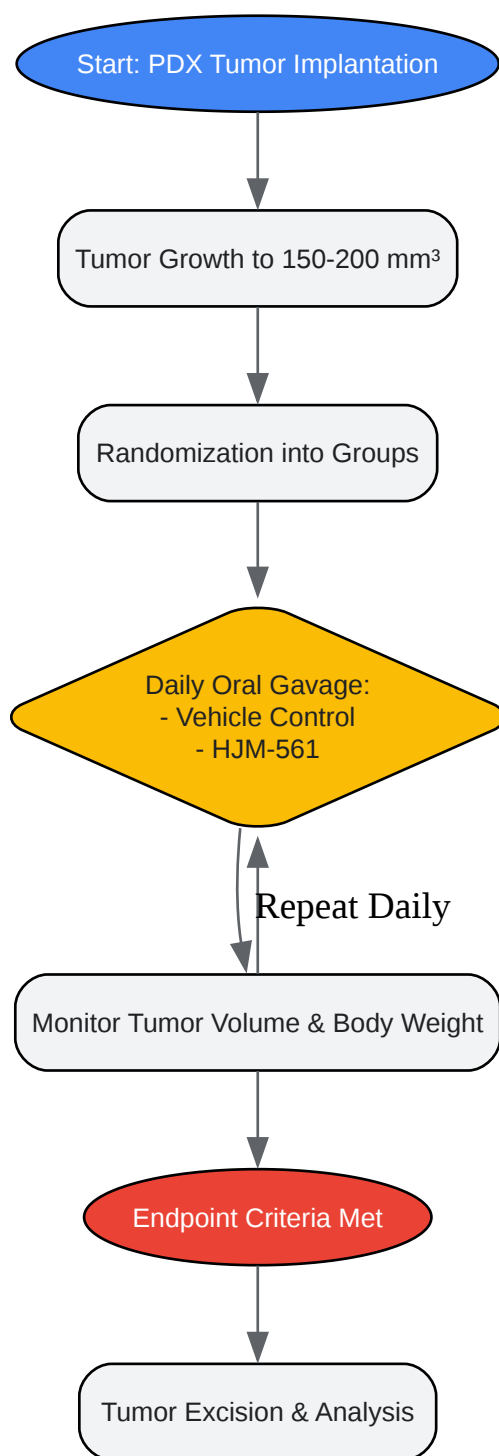 Start: PDX Tumor Implantation
Tumor Growth to 150-200 mm³
Randomization into Groups
Daily Oral Gavage:
- Vehicle Control
- HJM-561
Repeat Daily
Monitor Tumor Volume & Body Weight
Endpoint Criteria Met
Tumor Excision & Analysis